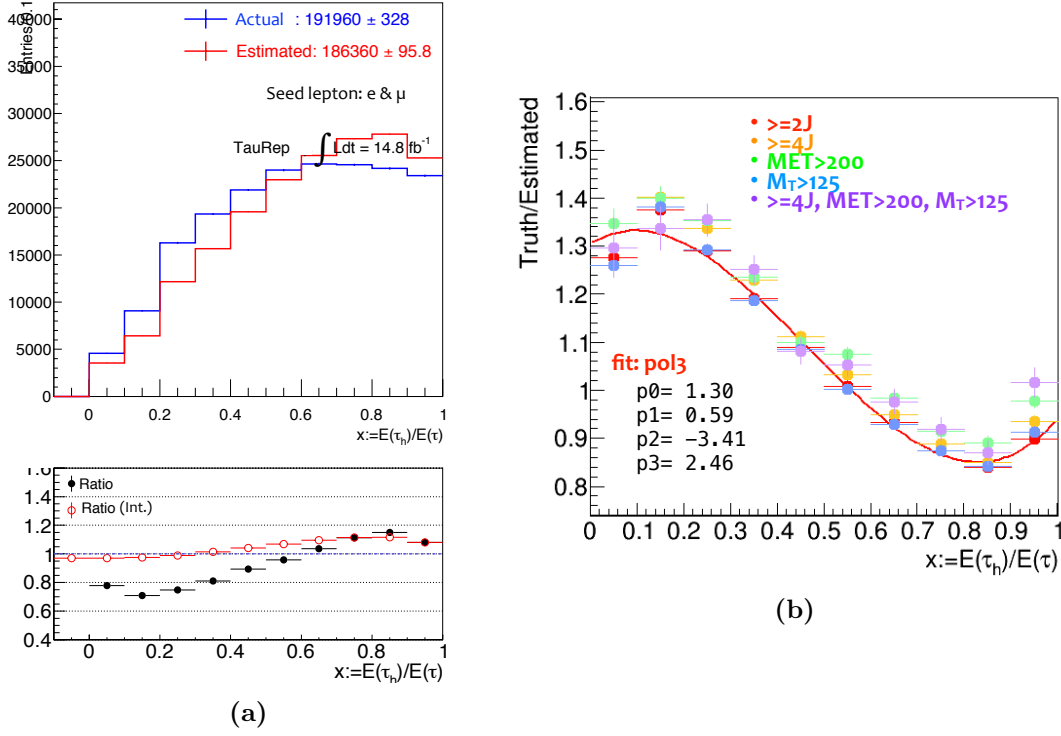 40000
35000
30000
25000
20000
15000
10000
5000
0
Entries/0.1
Actual : 191960 ± 328
Estimated: 186360 ± 95.8
Seed lepton: e & μ
TauRep ∫ Ldt = 14.8 fb⁻¹
0 0.2 0.4 0.6 0.8 1
x:=E(τₕ)/E(τ)
1.6
1.4
1.2
1
0.8
0.6
0.4
Ratio
Ratio (Int.)
0 0.2 0.4 0.6 0.8 1
x:=E(τₕ)/E(τ)
(a)
Truth/Estimated
1.6
1.5
1.4
1.3
1.2
1.1
1
0.9
0.8
>=2J
>=4J
MET>200
M_T>125
>=4J, MET>200, M_T>125
fit: pol3
p0= 1.30
p1= 0.59
p2= −3.41
p3= 2.46
0 0.1 0.2 0.3 0.4 0.5 0.6 0.7 0.8 0.9 1
x:=E(τₕ)/E(τ)
(b)